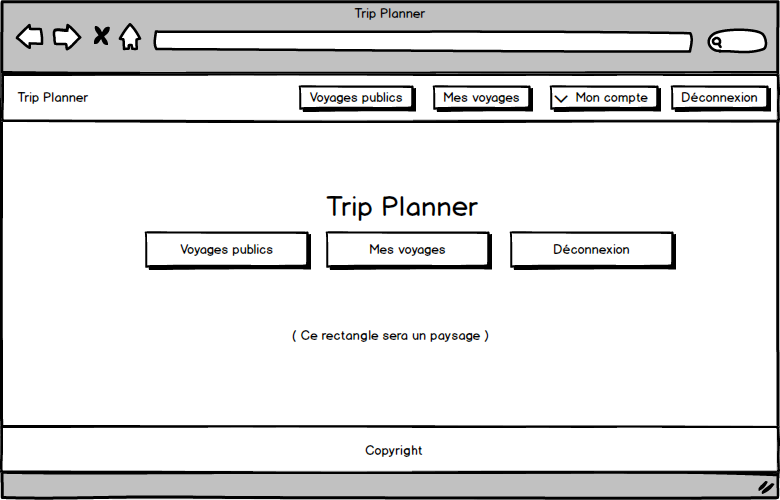 Trip Planner
Trip Planner
Voyages publics
Mes voyages
Mon compte
Déconnexion
Trip Planner
Voyages publics
Mes voyages
Déconnexion
( Ce rectangle sera un paysage )
Copyright